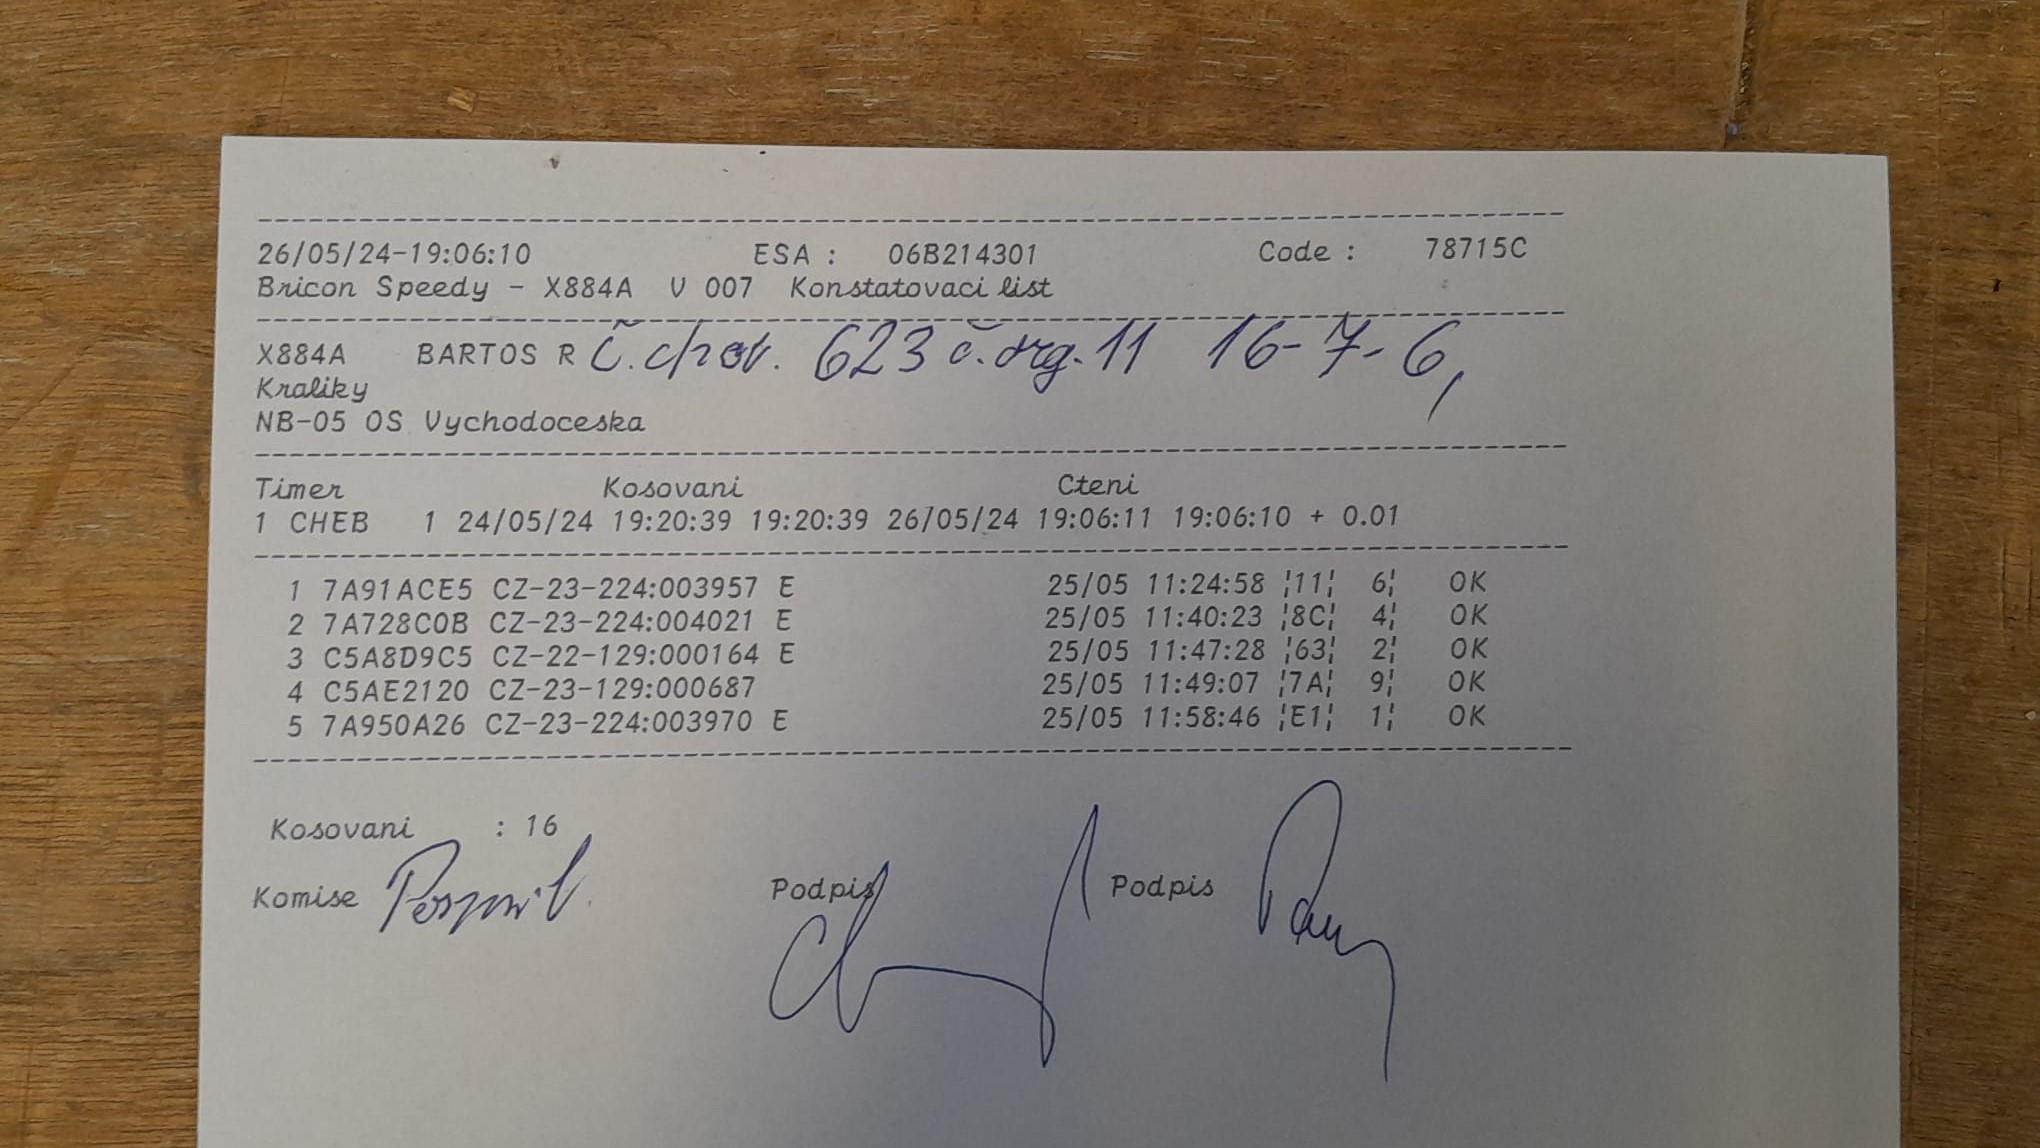 26/05/24-19:06:10 ESA : 06B214301 Code : 78715C
Bricon Speedy - X884A V 007 Konstatovaci list
X884A BARTOS R č. chov. 623 č. org. 11 16-7-6,
Kraliky
NB-05 OS Vychodoceska
Timer Kosovani Cteni
1 CHEB 1 24/05/24 19:20:39 19:20:39 26/05/24 19:06:11 19:06:10 + 0.01
1 7A91ACE5 CZ-23-224:003957 E 25/05 11:24:58 ¦11¦ 6¦ OK
2 7A728C0B CZ-23-224:004021 E 25/05 11:40:23 ¦8C¦ 4¦ OK
3 C5A8D9C5 CZ-22-129:000164 E 25/05 11:47:28 ¦63¦ 2¦ OK
4 C5AE2120 CZ-23-129:000687 25/05 11:49:07 ¦7A¦ 9¦ OK
5 7A950A26 CZ-23-224:003970 E 25/05 11:58:46 ¦E1¦ 1¦ OK
Kosovani : 16
Komise Podpis Podpis